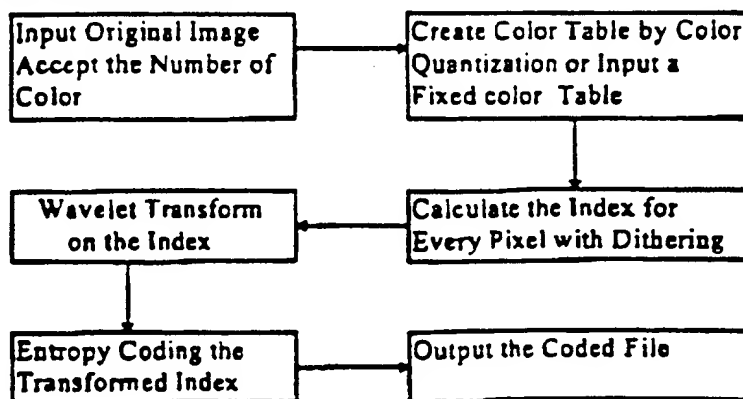 Input Original Image
Accept the Number of
Color
Create Color Table by Color
Quantization or Input a
Fixed color Table
Calculate the Index for
Every Pixel with Dithering
Wavelet Transform
on the Index
Entropy Coding the
Transformed Index
Output the Coded File